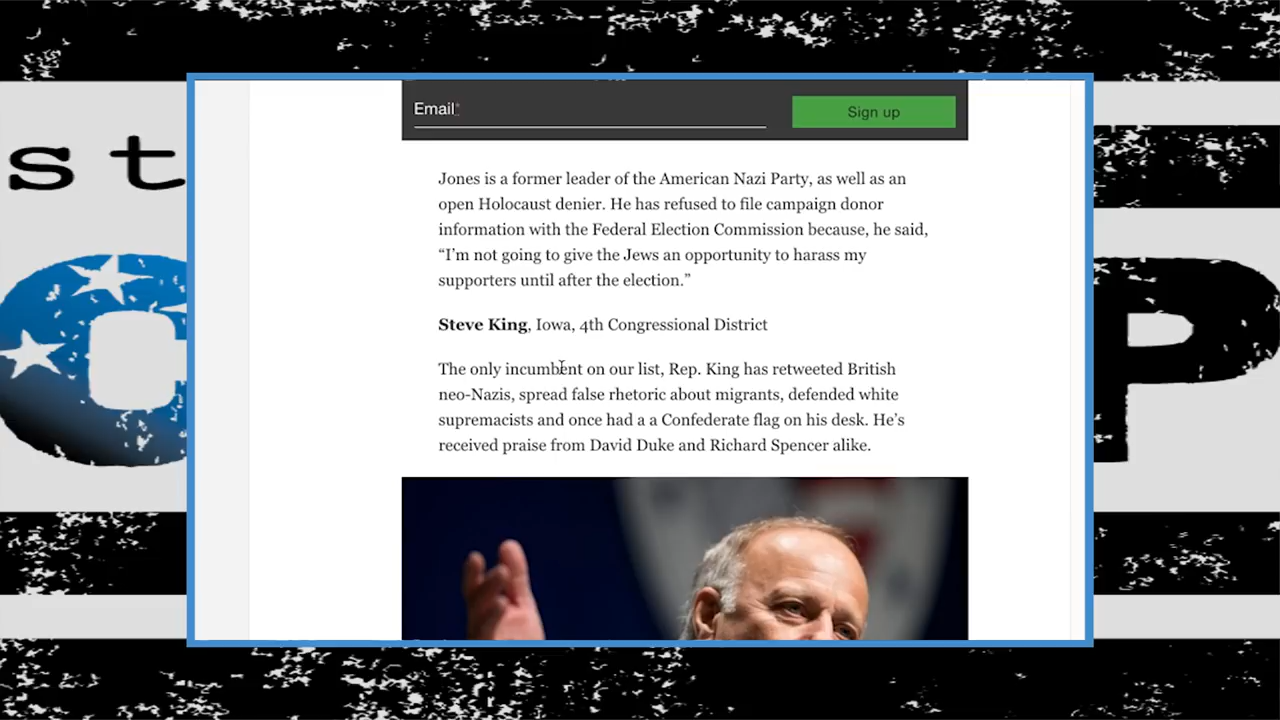 st
C
P
Email*
Sign up
Jones is a former leader of the American Nazi Party, as well as an
open Holocaust denier. He has refused to file campaign donor
information with the Federal Election Commission because, he said,
“I’m not going to give the Jews an opportunity to harass my
supporters until after the election.”
Steve King, Iowa, 4th Congressional District
The only incumbent on our list, Rep. King has retweeted British
neo-Nazis, spread false rhetoric about migrants, defended white
supremacists and once had a a Confederate flag on his desk. He’s
received praise from David Duke and Richard Spencer alike.